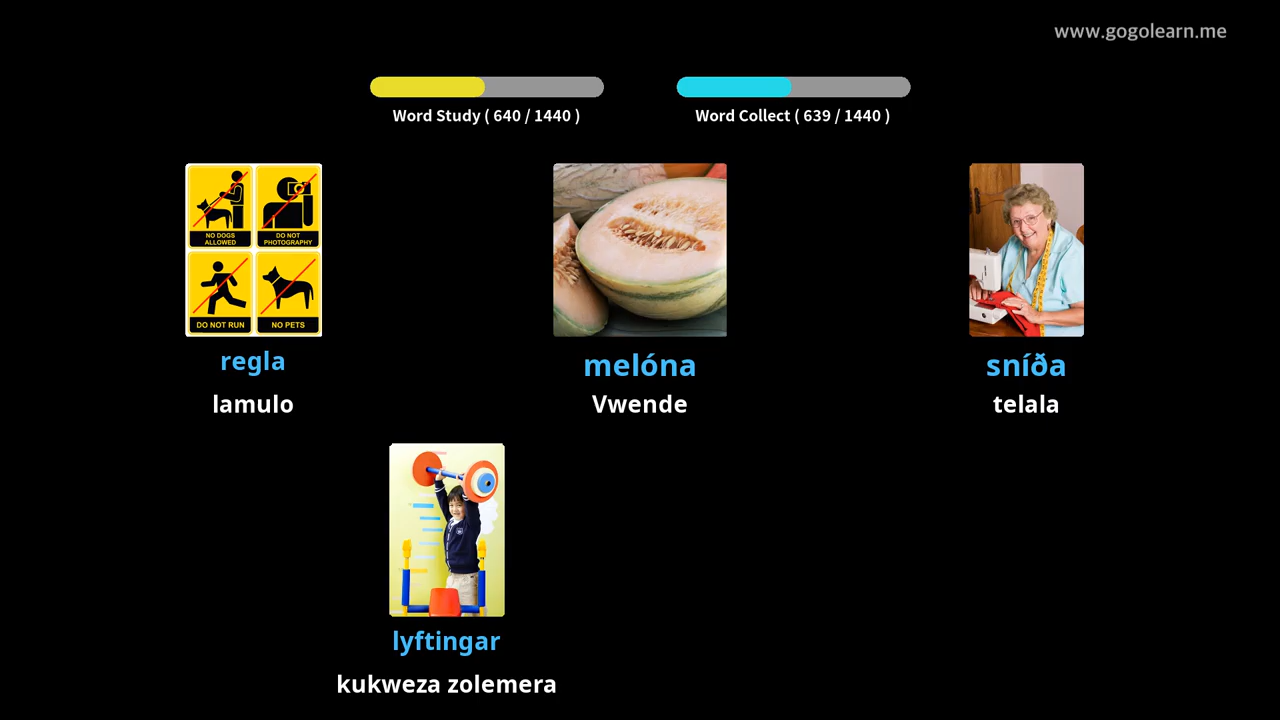 www.gogolearn.me
Word Study ( 640 / 1440 )
Word Collect ( 639 / 1440 )
NO DOGS
ALLOWED
DO NOT
PHOTOGRAPHY
DO NOT RUN
NO PETS
regla
lamulo
melóna
Vwende
sníða
telala
lyftingar
kukweza zolemera